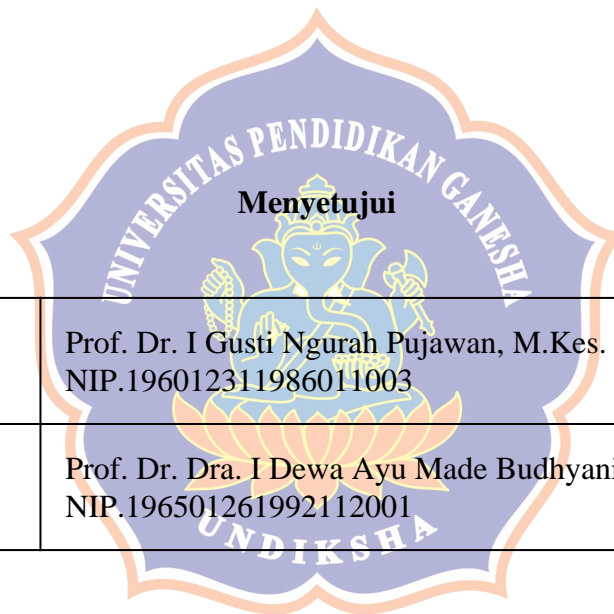 UNIVERSITAS PENDIDIKAN GANESHA
Menyetujui
Prof. Dr. I Gusti Ngurah Pujawan, M.Kes.
NIP.196012311986011003
Prof. Dr. Dra. I Dewa Ayu Made Budhyani
NIP.196501261992112001
UNDIKSHA